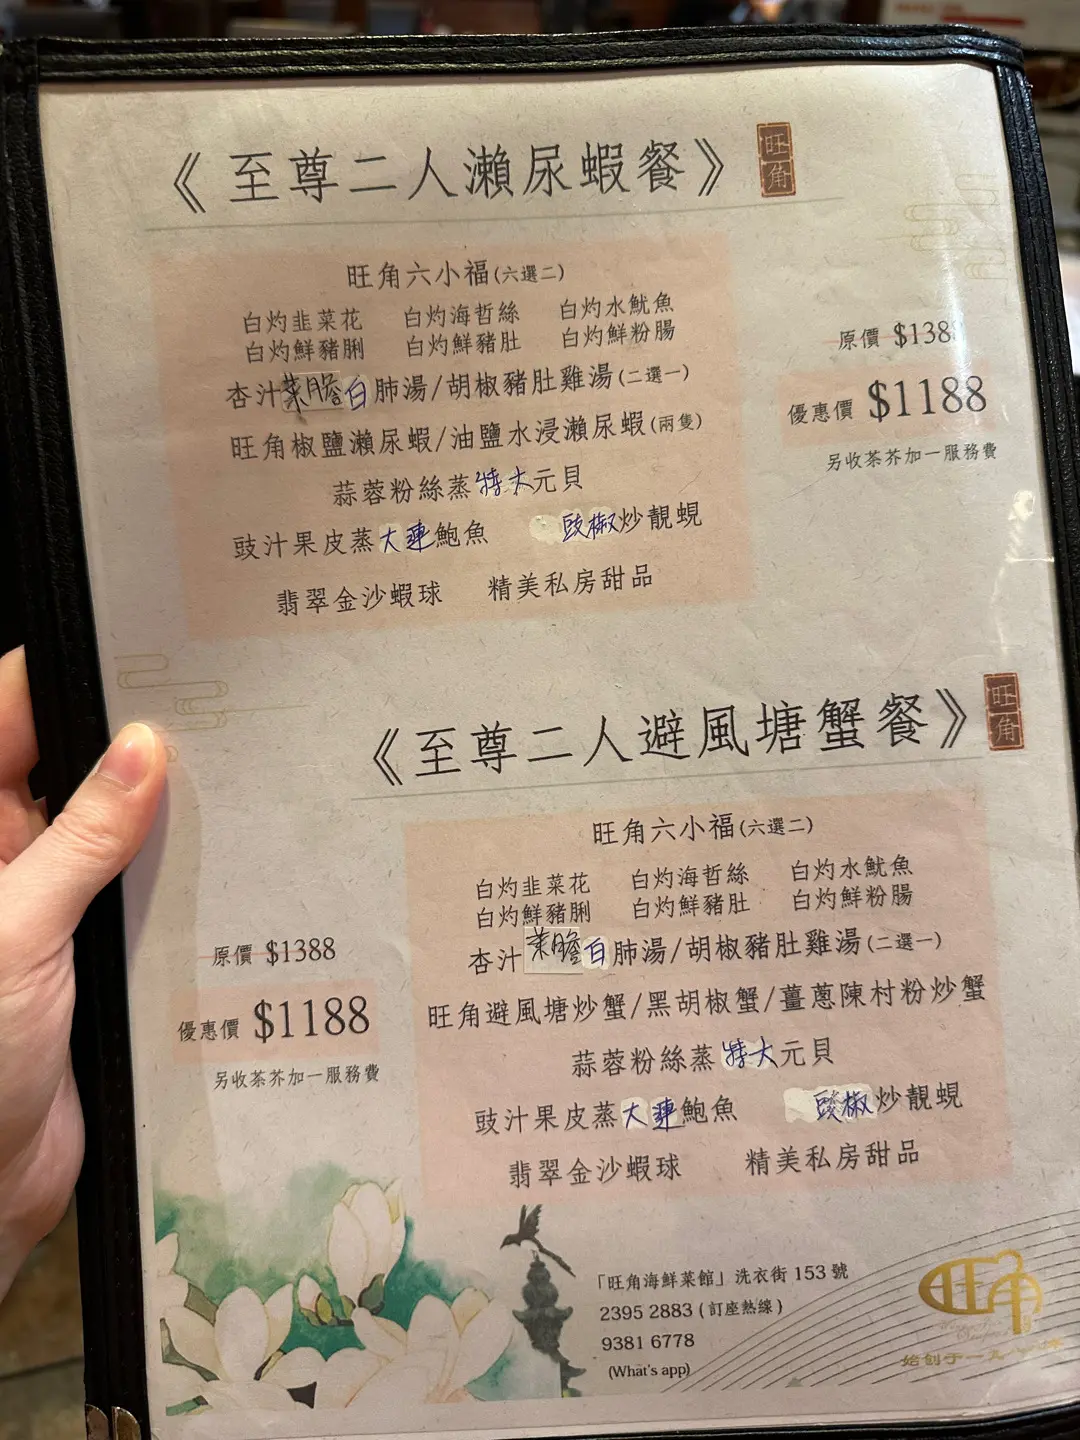 《至尊二人瀨尿蝦餐》
旺角
旺角六小福(六選二)
白灼韭菜花 白灼海哲絲 白灼水魷魚
白灼鮮豬脷 白灼鮮豬肚 白灼鮮粉腸
杏汁菜膽白肺湯/胡椒豬肚雞湯(二選一)
旺角椒鹽瀨尿蝦/油鹽水浸瀨尿蝦(兩隻)
蒜蓉粉絲蒸特大元貝
豉汁果皮蒸大連鮑魚 豉椒炒靚蜆
翡翠金沙蝦球 精美私房甜品
原價 $138
優惠價 $1188
另收茶芥加一服務費
《至尊二人避風塘蟹餐》
旺角
旺角六小福(六選二)
白灼韭菜花 白灼海哲絲 白灼水魷魚
白灼鮮豬脷 白灼鮮豬肚 白灼鮮粉腸
杏汁菜膽白肺湯/胡椒豬肚雞湯(二選一)
旺角避風塘炒蟹/黑胡椒蟹/薑蔥陳村粉炒蟹
蒜蓉粉絲蒸特大元貝
豉汁果皮蒸大連鮑魚 豉椒炒靚蜆
翡翠金沙蝦球 精美私房甜品
原價 $1388
優惠價 $1188
另收茶芥加一服務費
「旺角海鮮菜館」洗衣街 153 號
2395 2883 (訂座熱線)
9381 6778
(What's app)
旺角
始创于一九